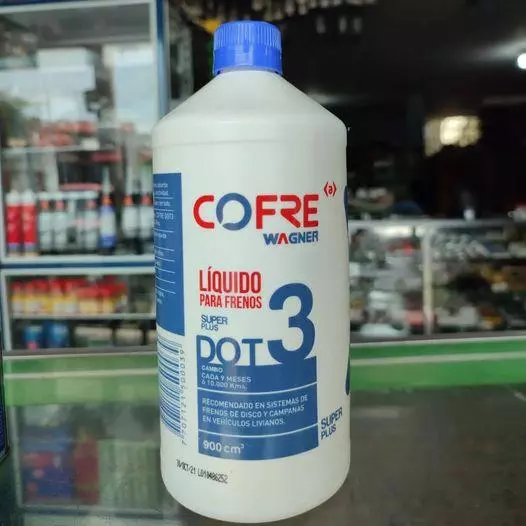 COFRE
<a>
WAGNER
LÍQUIDO
PARA FRENOS
SUPER
PLUS
DOT 3
CAMBIO
CADA 9 MESES
ó 10.000 Kms.
RECOMENDADO EN SISTEMAS DE
FRENOS DE DISCO Y CAMPANAS
EN VEHÍCULOS LIVIANOS.
900 cm³
SUPER
PLUS
7707121500039